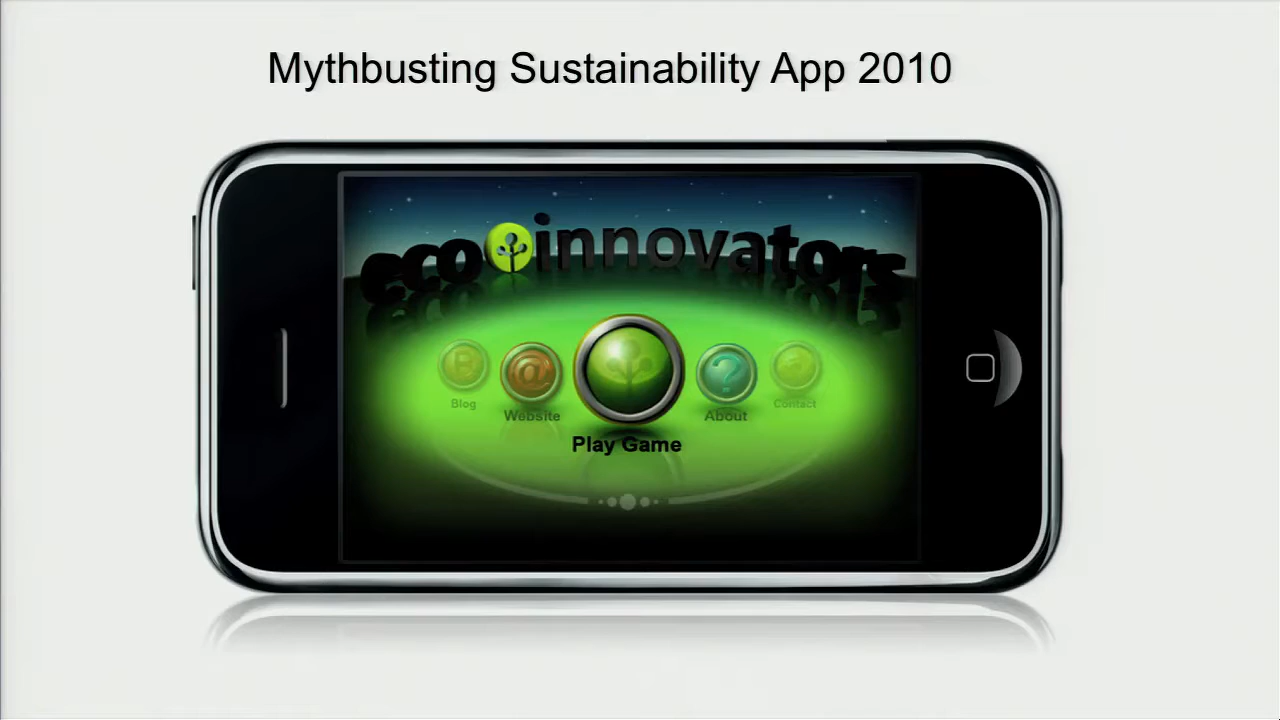 Mythbusting Sustainability App 2010
eco innovators
Blog
Website
Play Game
About
Contact